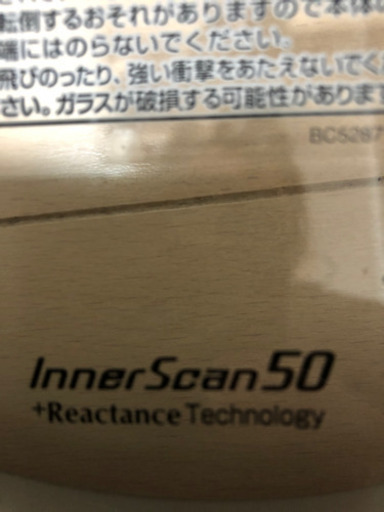 転倒するおそれがありますので本体の
端にはのらないでください。
飛びのったり、強い衝撃をあたえないでくだ
さい。ガラスが破損する可能性があります
BC5287
InnerScan50
+Reactance Technology